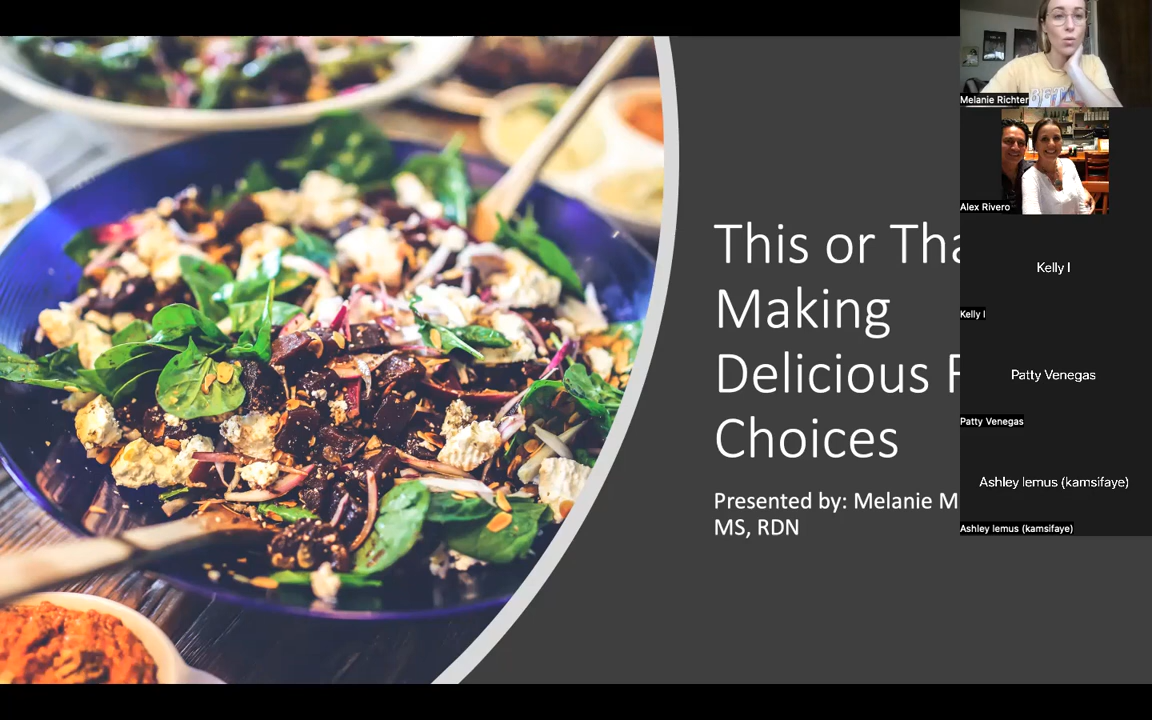 This or Tha
Making
Delicious F
Choices
Presented by: Melanie M
MS, RDN
Melanie Richter
Alex Rivero
Kelly I
Kelly I
Patty Venegas
Patty Venegas
Ashley lemus (kamsifaye)
Ashley lemus (kamsifaye)